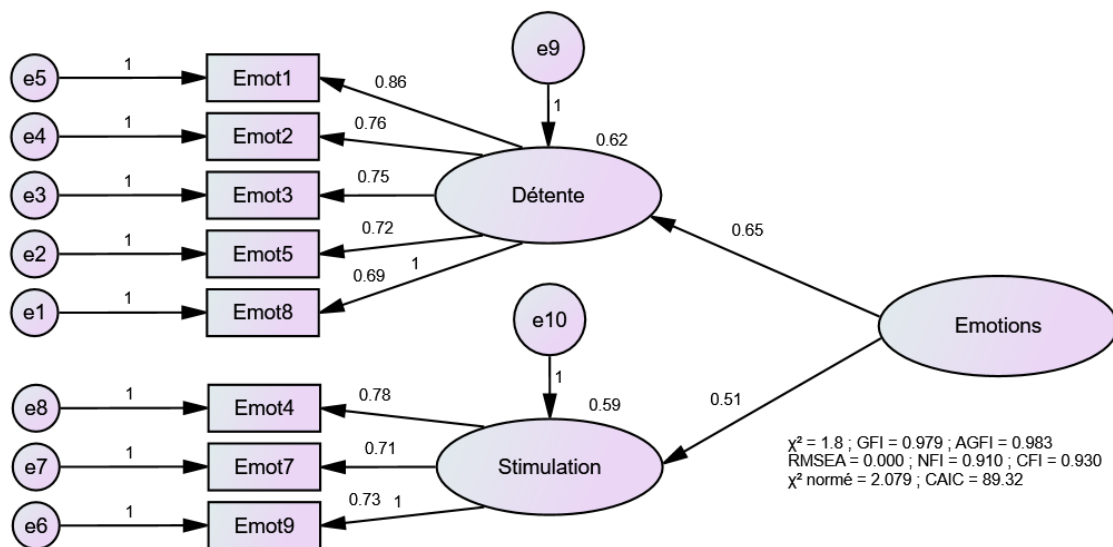 e9
e5 1 Emot1
0.86
1
e4 1 Emot2
0.76
0.62
e3 1 Emot3
0.75
Détente
e2 1 Emot5
0.72
1
0.65
e1 1 Emot8
0.69
e10
Emotions
1
e8 1 Emot4
0.78
0.59
0.51
e7 1 Emot7
0.71
Stimulation
e6 1 Emot9
0.73 1
χ² = 1.8 ; GFI = 0.979 ; AGFI = 0.983
RMSEA = 0.000 ; NFI = 0.910 ; CFI = 0.930
χ² normé = 2.079 ; CAIC = 89.32